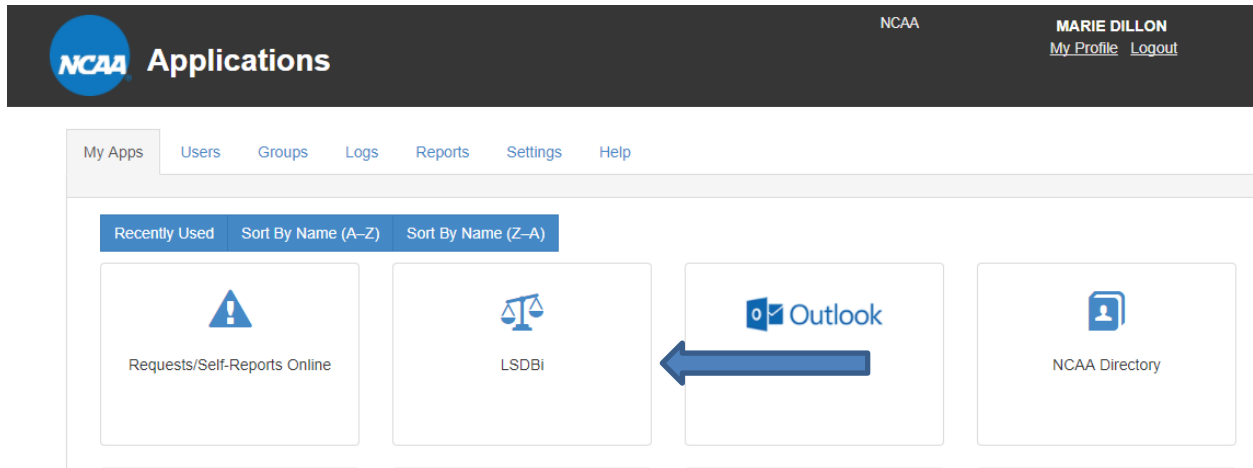 NCAA
MARIE DILLON
My Profile Logout
NCAA Applications
My Apps Users Groups Logs Reports Settings Help
Recently Used Sort By Name (A–Z) Sort By Name (Z–A)
Outlook
Requests/Self-Reports Online LSDBi NCAA Directory